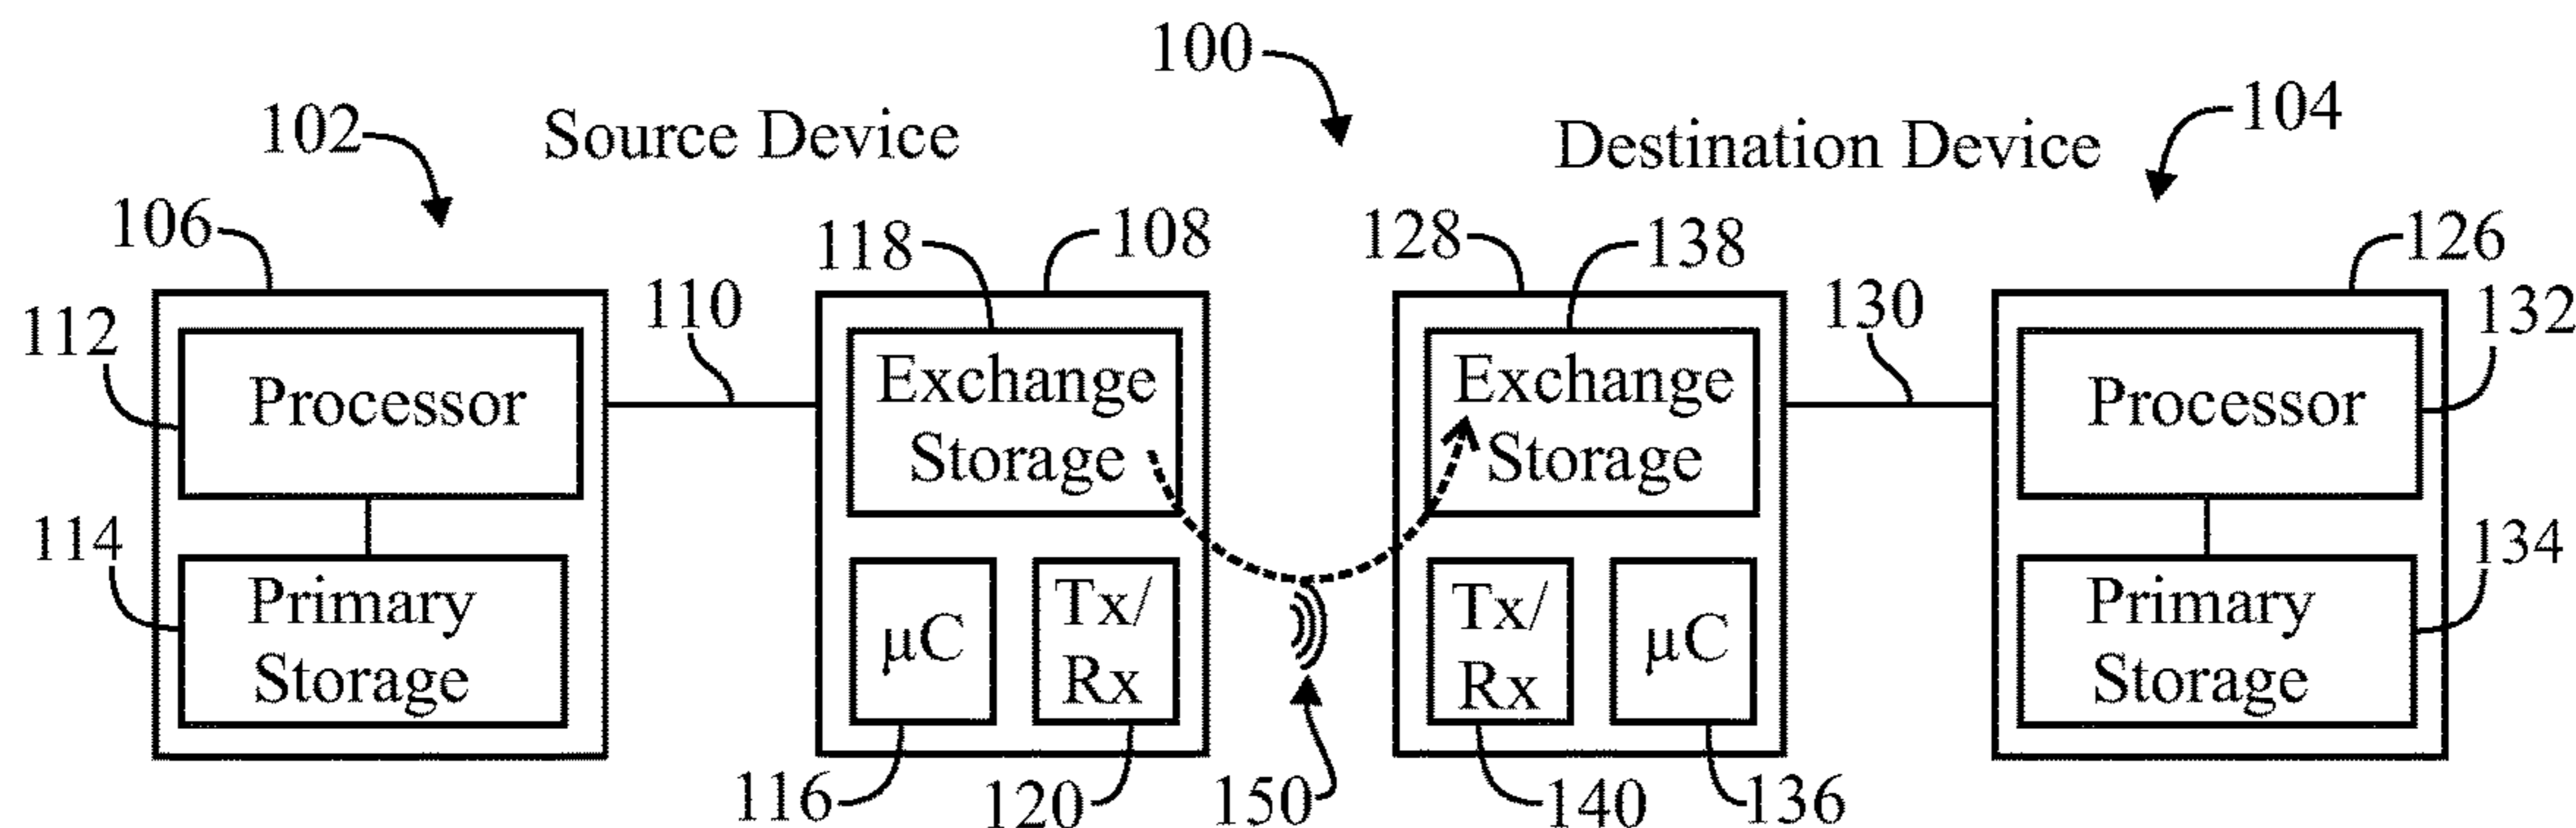 100
102
Source Device
Destination Device
104
106
118
108
128
138
126
112
110
130
132
Processor
Exchange
Storage
Exchange
Storage
Processor
114
134
Primary
Storage
μC
Tx/
Rx
Tx/
Rx
μC
Primary
Storage
116
120
150
140
136